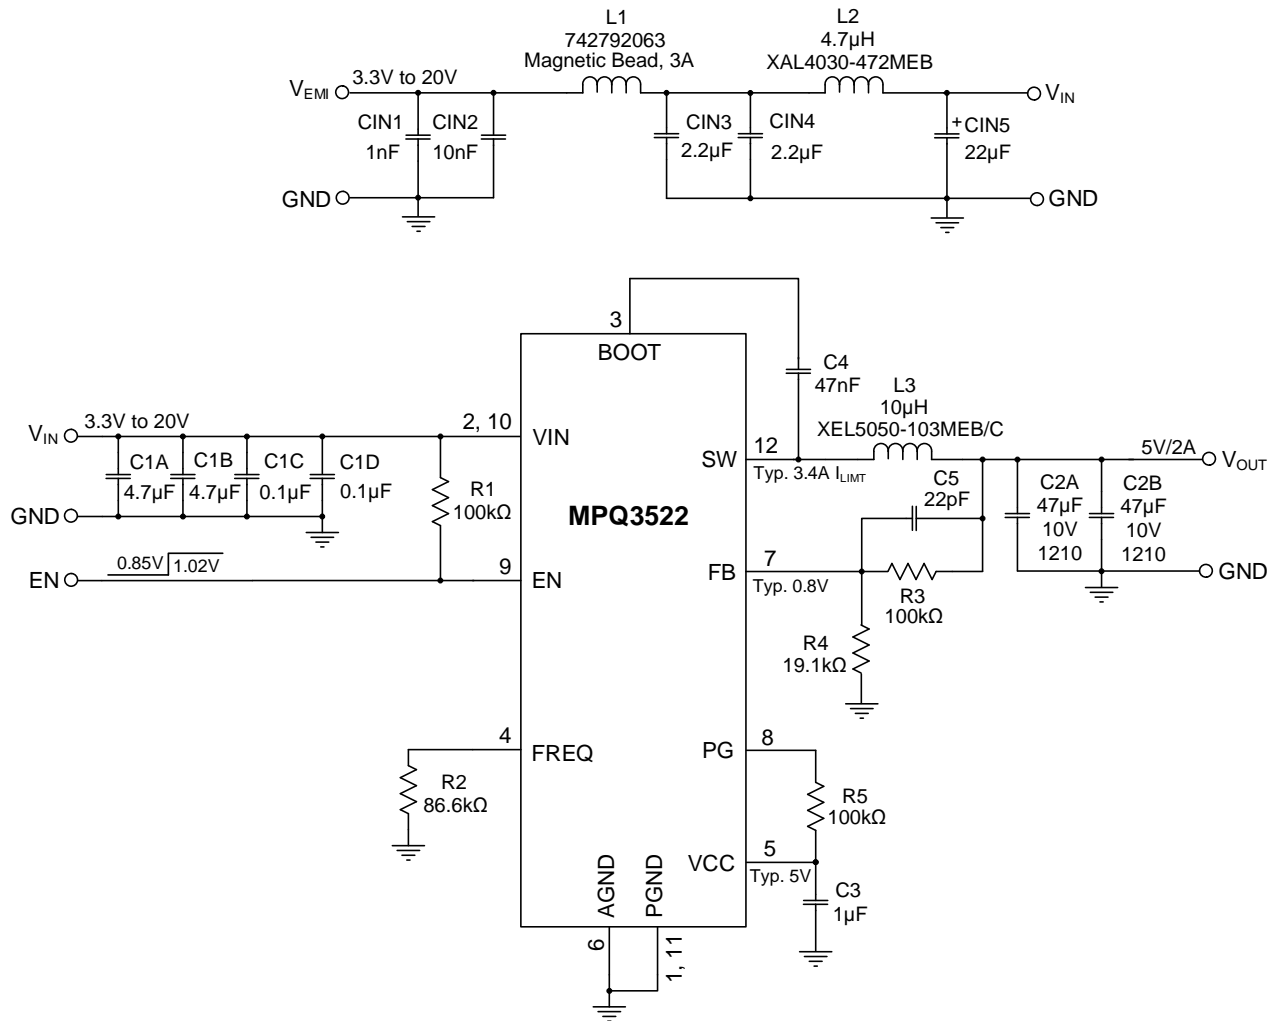 L1
742792063
Magnetic Bead, 3A
L2
4.7µH
XAL4030-472MEB
VEMI
3.3V to 20V
VIN
CIN1
1nF
CIN2
10nF
CIN3
2.2µF
CIN4
2.2µF
+
CIN5
22µF
GND
GND
3
BOOT
C4
47nF
L3
10µH
XEL5050-103MEB/C
VIN
3.3V to 20V
2, 10
VIN
SW
12
Typ. 3.4A ILIMT
5V/2A
VOUT
C1A
4.7µF
C1B
4.7µF
C1C
0.1µF
C1D
0.1µF
R1
100kΩ
C5
22pF
C2A
47µF
10V
1210
C2B
47µF
10V
1210
GND
MPQ3522
EN
0.85V
1.02V
9
EN
FB
7
Typ. 0.8V
R3
100kΩ
GND
R4
19.1kΩ
4
FREQ
R2
86.6kΩ
PG
8
R5
100kΩ
VCC
5
Typ. 5V
C3
1µF
AGND
PGND
6
1, 11